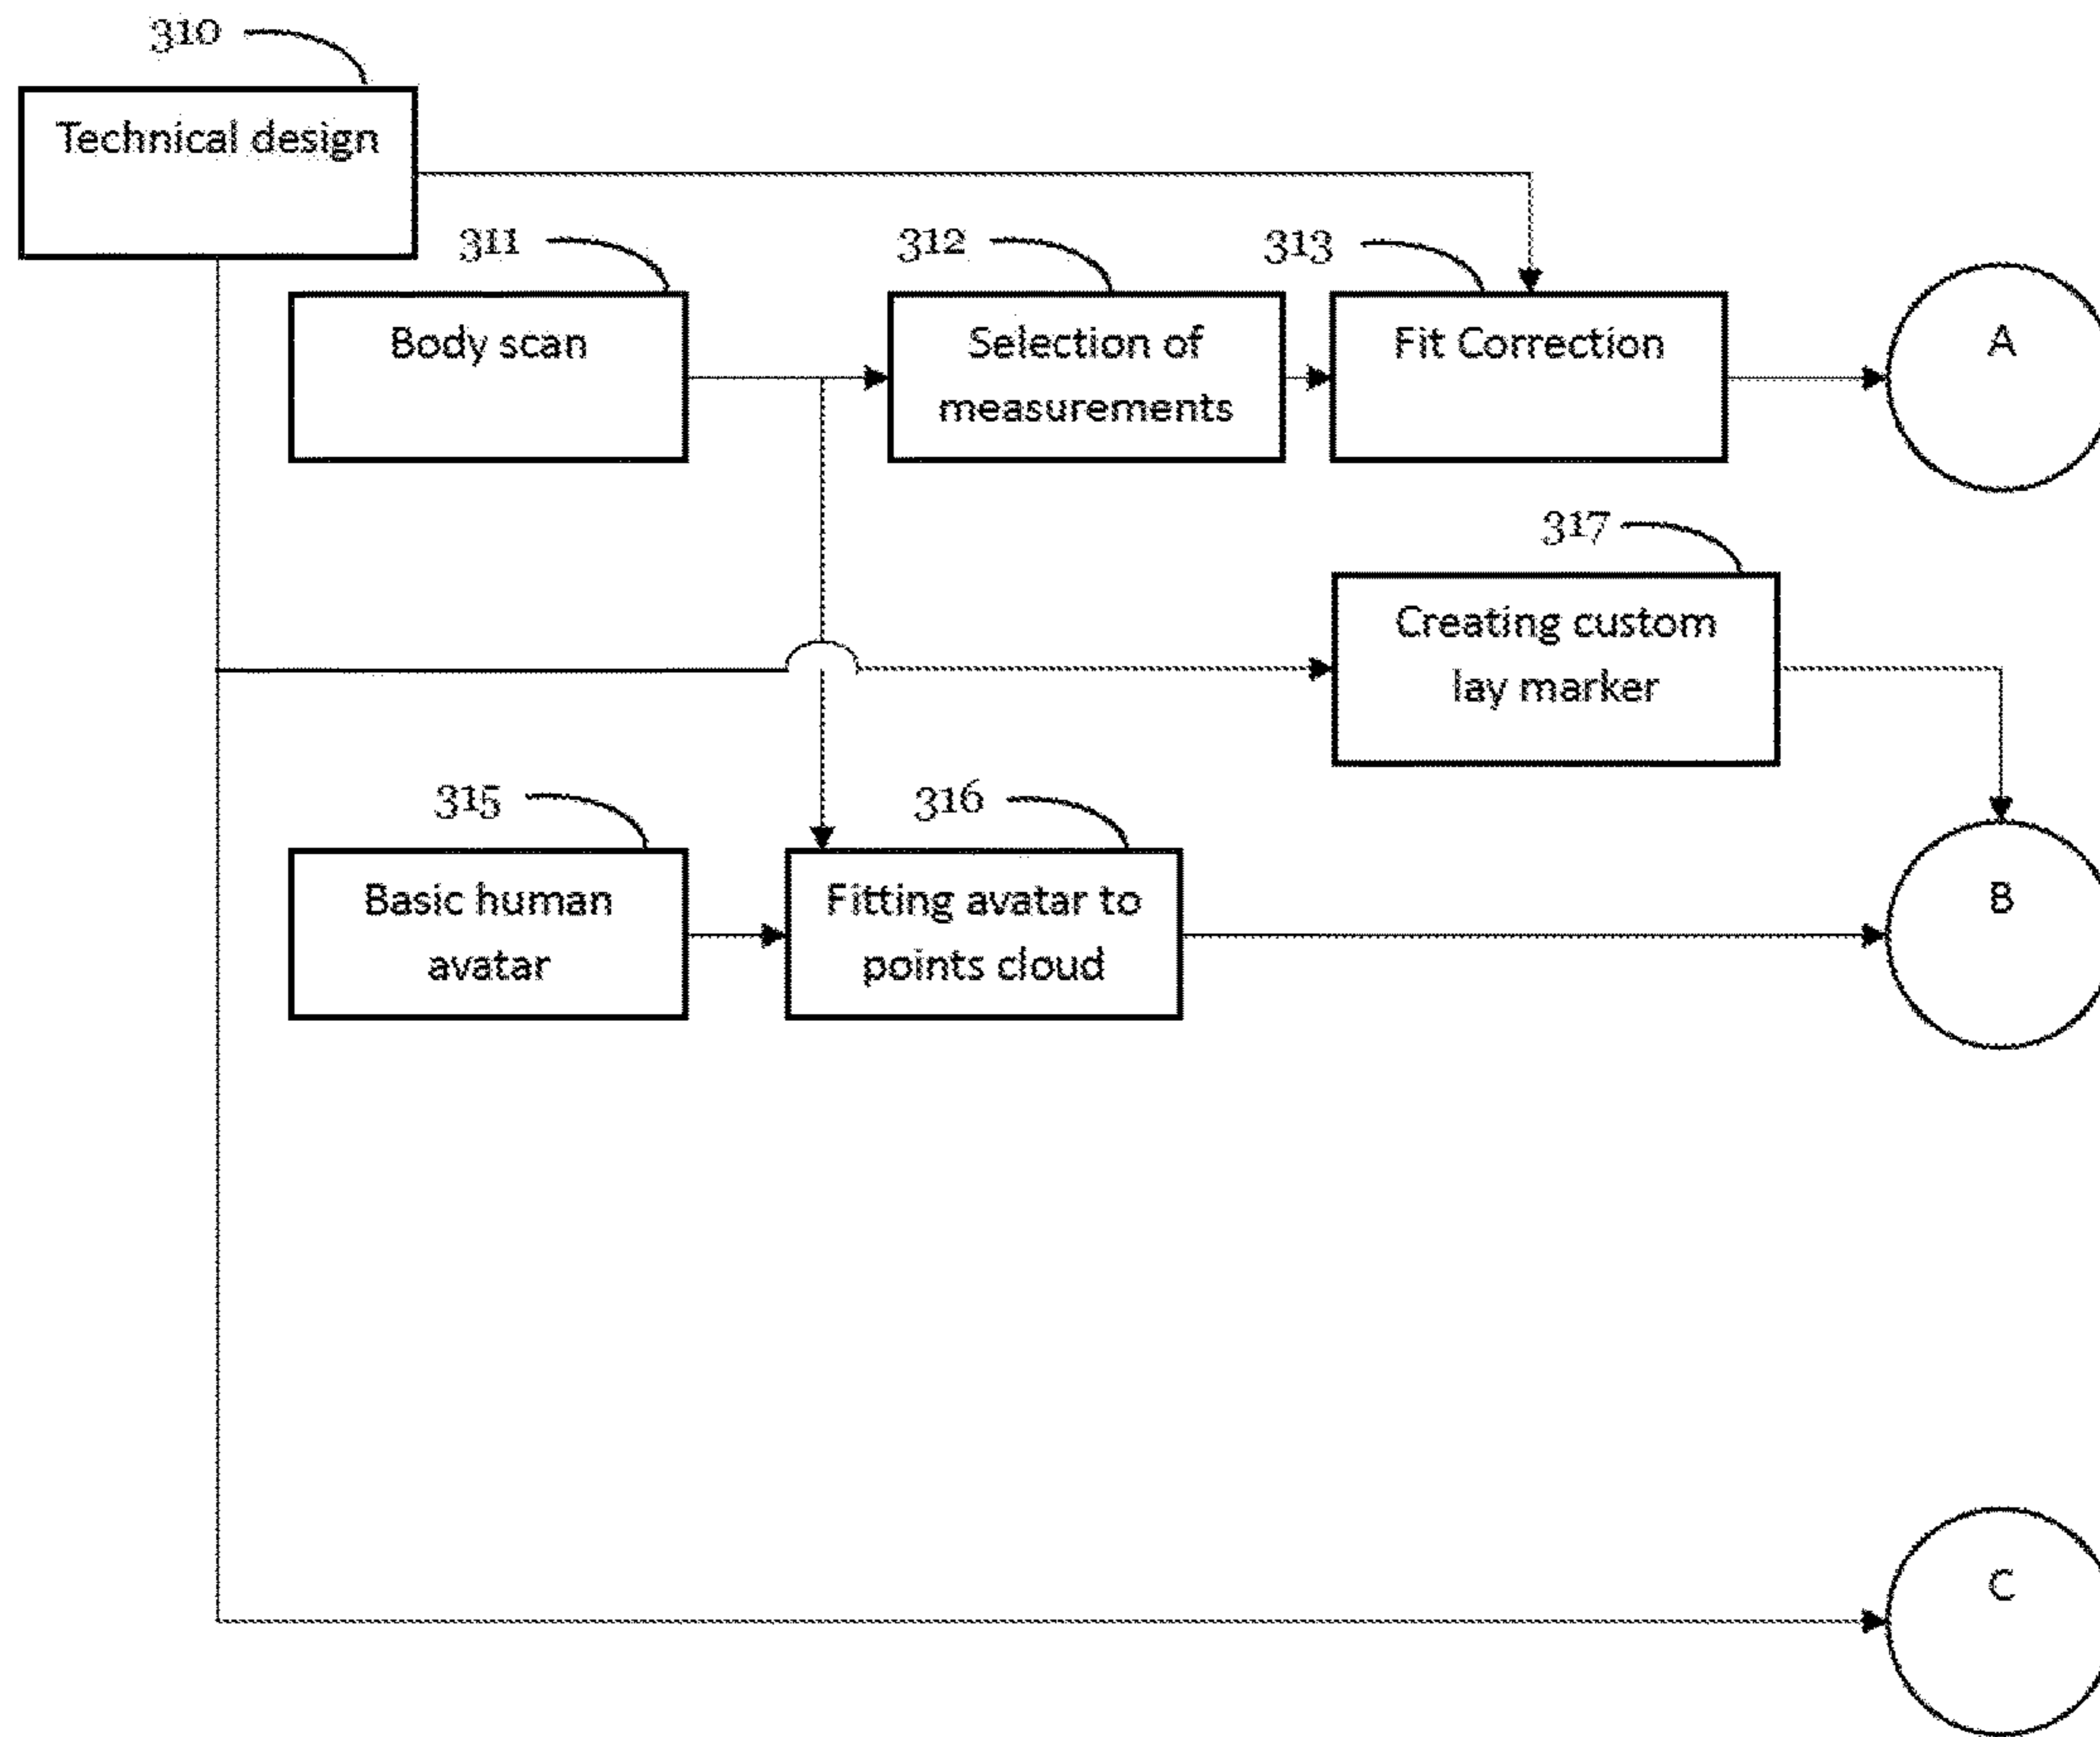 310
Technical design
311
Body scan
312
Selection of
measurements
313
Fit Correction
A
317
Creating custom
lay marker
315
Basic human
avatar
316
Fitting avatar to
points cloud
B
C